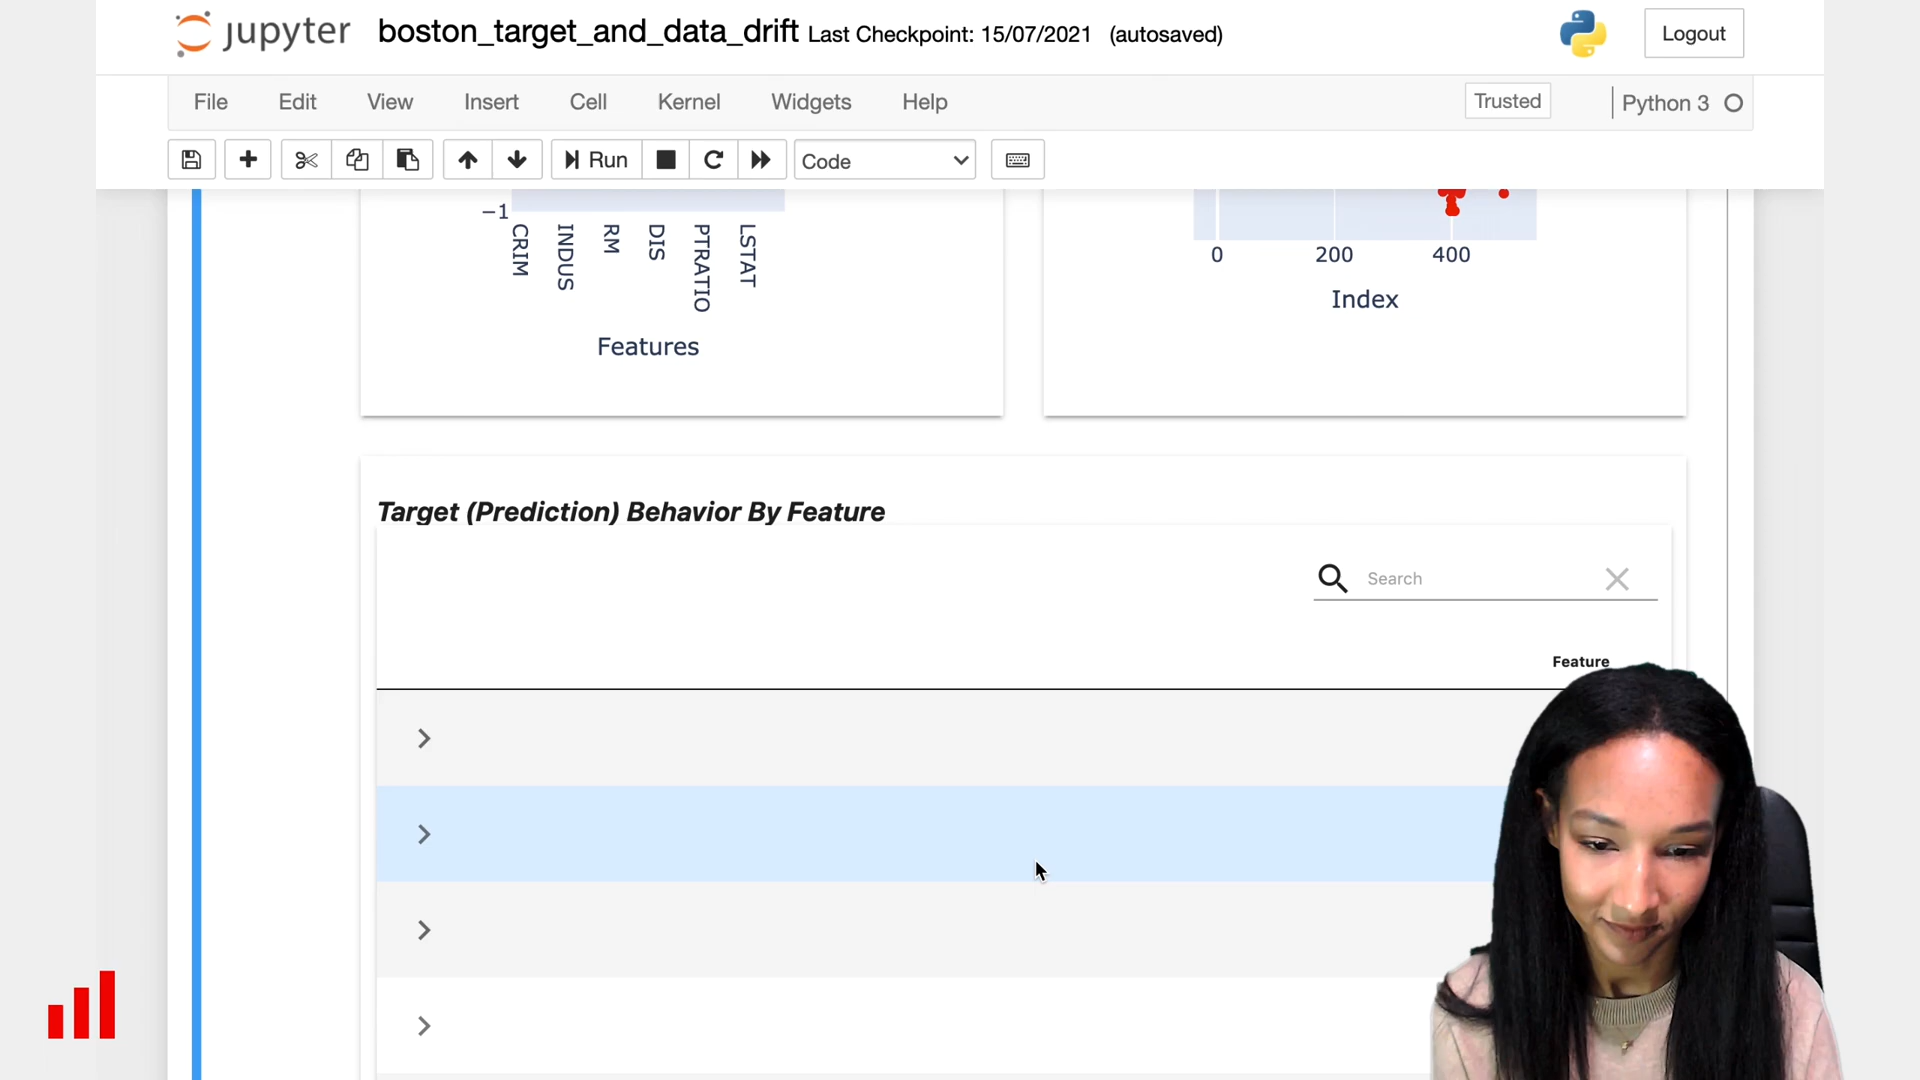 jupyter boston_target_and_data_drift Last Checkpoint: 15/07/2021 (autosaved) Logout
File Edit View Insert Cell Kernel Widgets Help Trusted Python 3
Run Code
−1
CRIM
INDUS
RM
DIS
PTRATIO
LSTAT
Features
0 200 400
Index
Target (Prediction) Behavior By Feature
Search
Feature